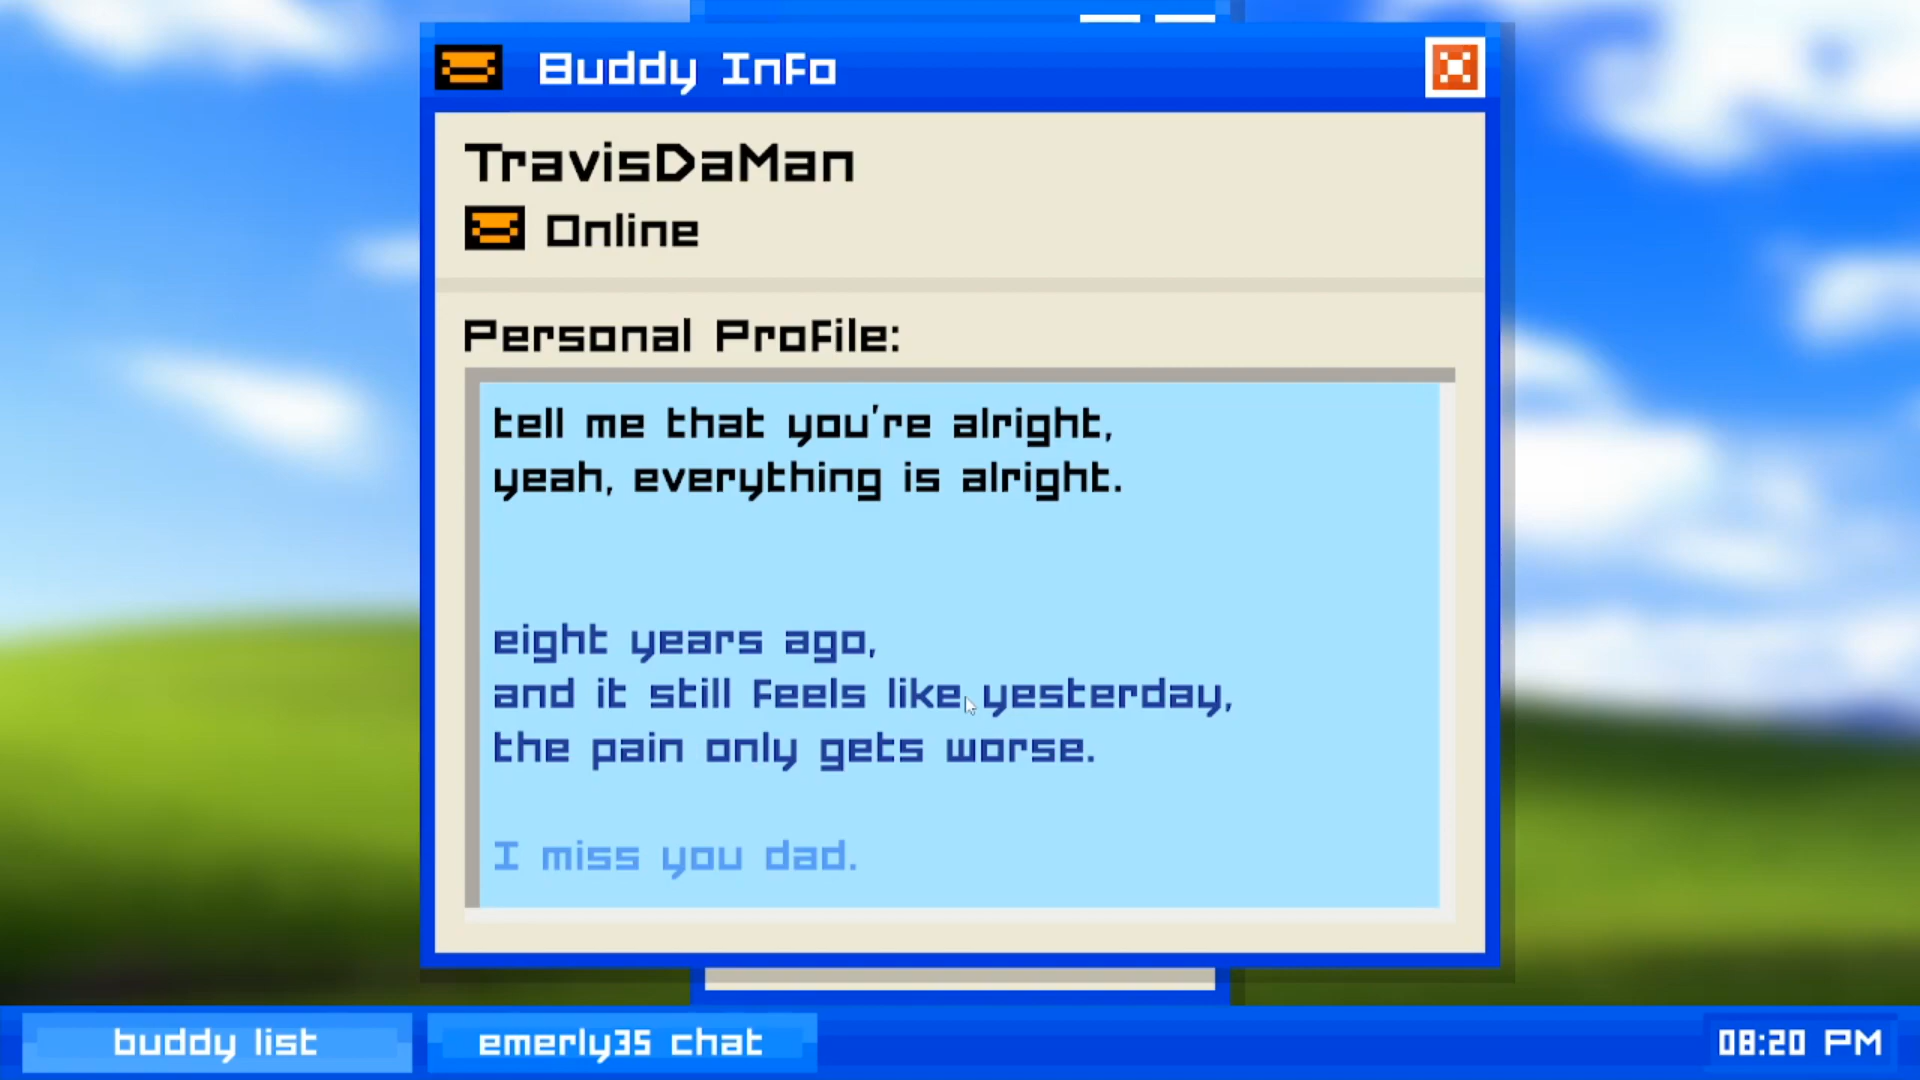 Buddy Info
TravisDaMan
Online
Personal Profile:
tell me that you're alright,
yeah, everything is alright.
eight years ago,
and it still feels like yesterday,
the pain only gets worse.
I miss you dad.
buddy list
emerly35 chat
08:20 PM